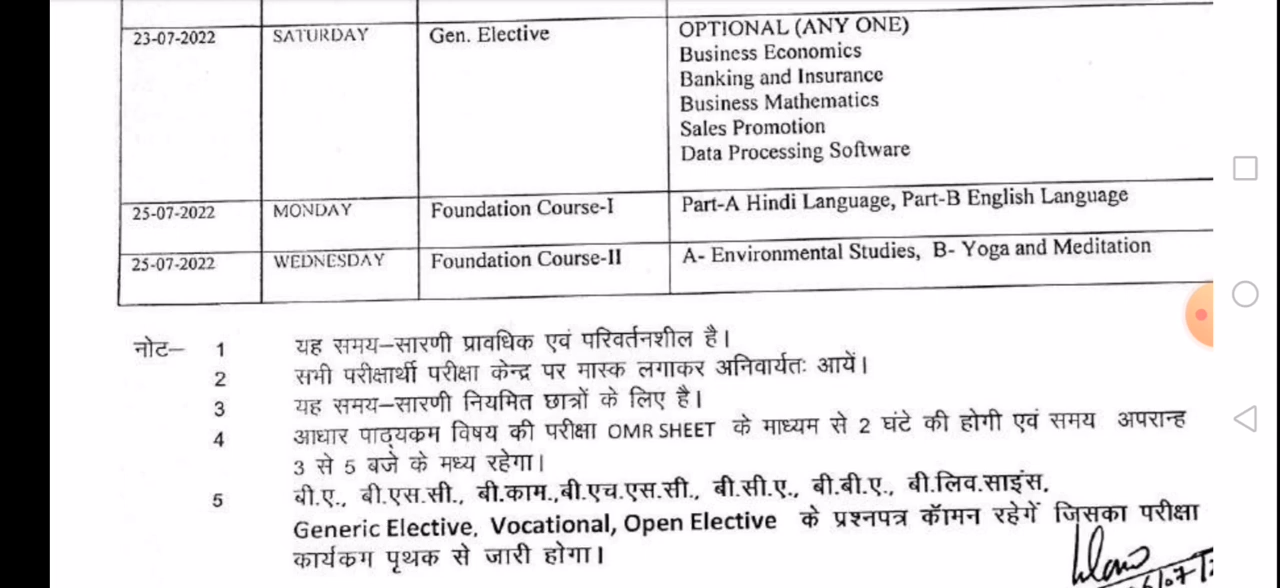 23-07-2022 SATURDAY Gen. Elective OPTIONAL (ANY ONE)
Business Economics
Banking and Insurance
Business Mathematics
Sales Promotion
Data Processing Software
25-07-2022 MONDAY Foundation Course-I Part-A Hindi Language, Part-B English Language
25-07-2022 WEDNESDAY Foundation Course-II A- Environmental Studies, B- Yoga and Meditation
नोट– 1 यह समय–सारणी प्रावधिक एवं परिवर्तनशील है।
2 सभी परीक्षार्थी परीक्षा केन्द्र पर मास्क लगाकर अनिवार्यतः आयें।
3 यह समय–सारणी नियमित छात्रों के लिए है।
4 आधार पाठ्यकम विषय की परीक्षा OMR SHEET के माध्यम से 2 घंटे की होगी एवं समय अपरान्ह
3 से 5 बजे के मध्य रहेगा।
5 बी.ए., बी.एस.सी., बी.काम.,बी.एच.एस.सी., बी.सी.ए., बी.बी.ए., बी.लिव.साइंस,
Generic Elective, Vocational, Open Elective के प्रश्नपत्र कॅामन रहेगें जिसका परीक्षा
कार्यकम पृथक से जारी होगा।